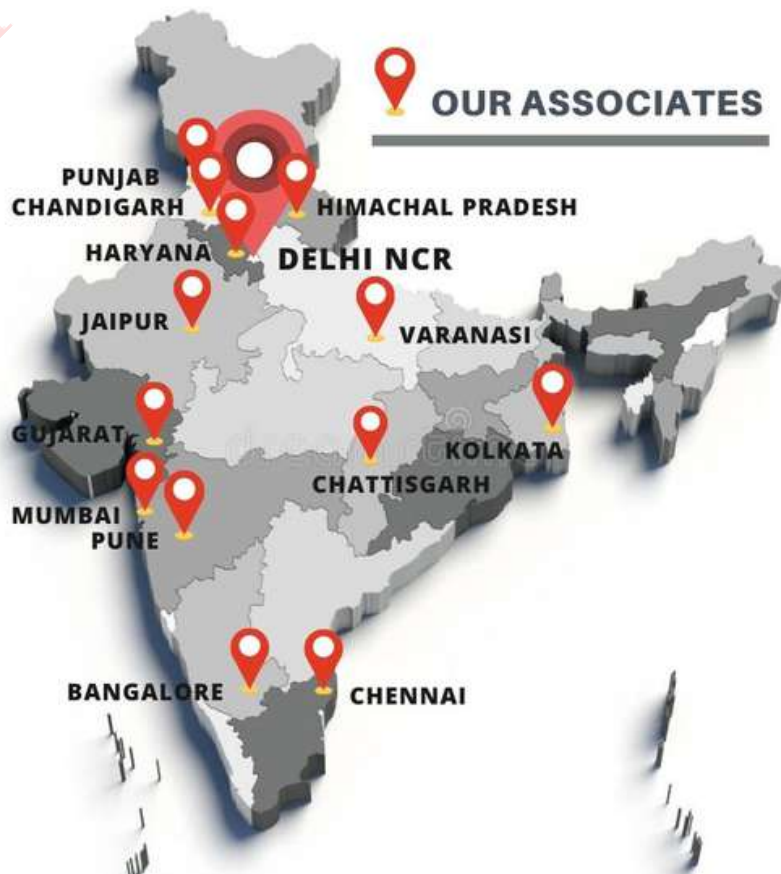 OUR ASSOCIATES
PUNJAB
CHANDIGARH
HIMACHAL PRADESH
HARYANA
DELHI NCR
JAIPUR
VARANASI
GUJARAT
KOLKATA
CHATTISGARH
MUMBAI
PUNE
BANGALORE
CHENNAI